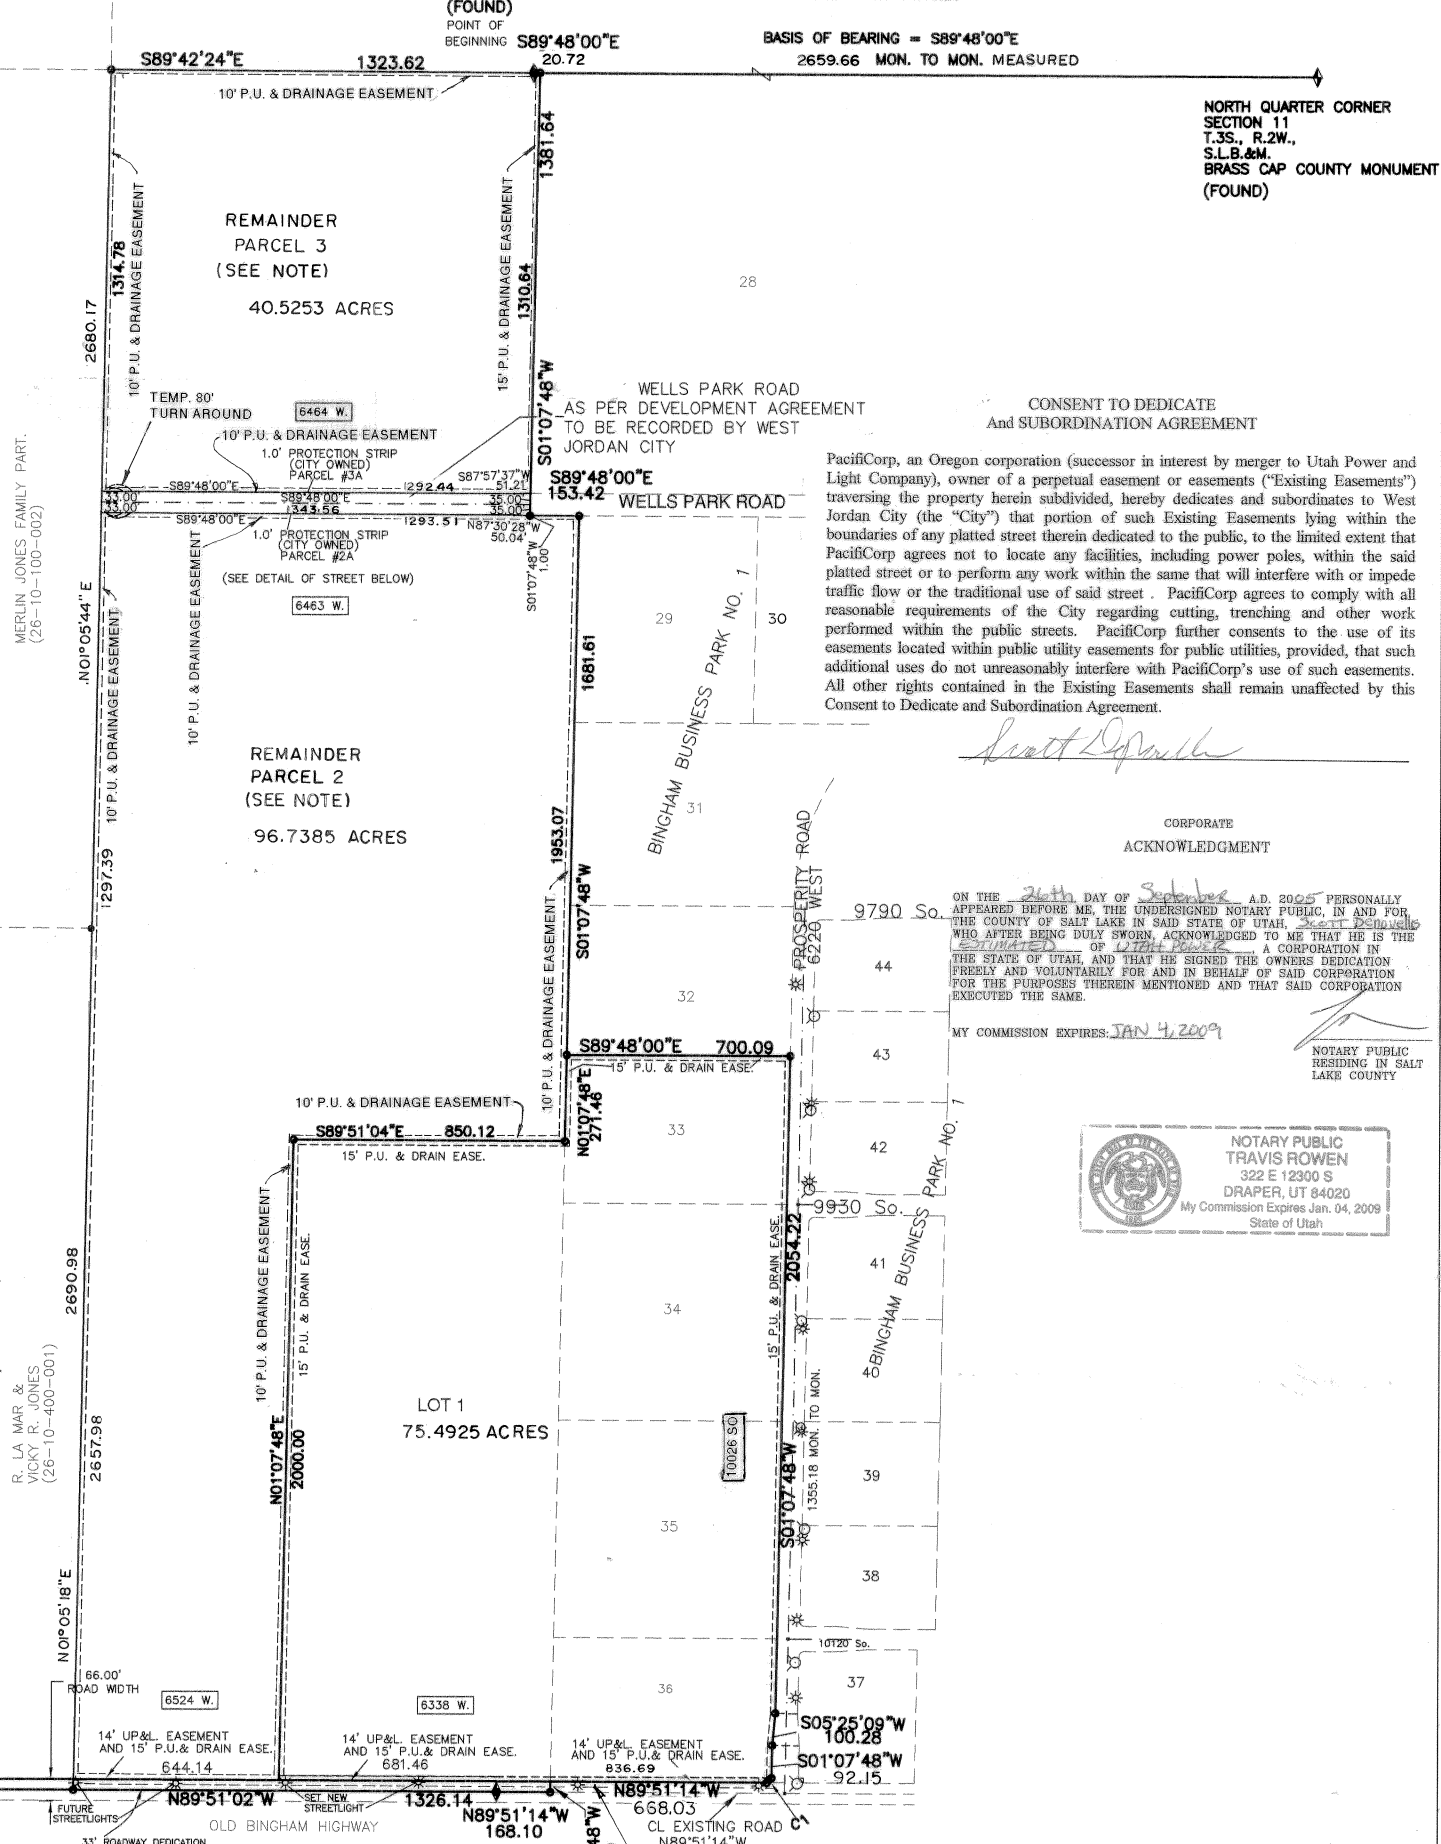 (FOUND)
POINT OF
BEGINNING
S89°48'00"E
20.72
BASIS OF BEARING = S89°48'00"E
2659.66 MON. TO MON. MEASURED
S89°42'24"E
1323.62
10' P.U. & DRAINAGE EASEMENT
NORTH QUARTER CORNER
SECTION 11
T.3S., R.2W.,
S.L.B.&M.
BRASS CAP COUNTY MONUMENT
(FOUND)
1381.64
10' P.U. & DRAINAGE EASEMENT
15' P.U. & DRAINAGE EASEMENT
1314.78
1310.64
2680.17
REMAINDER
PARCEL 3
(SEE NOTE)
40.5253 ACRES
28
S01°07'48"W
TEMP. 80'
TURN AROUND
6464 W.
10' P.U. & DRAINAGE EASEMENT
1.0' PROTECTION STRIP
(CITY OWNED)
PARCEL #3A
WELLS PARK ROAD
AS PER DEVELOPMENT AGREEMENT
TO BE RECORDED BY WEST
JORDAN CITY
S87°57'37"W
51.21
S89°48'00"E
1292.44
S89°48'00"E
153.42
33.00'
33.00'
S89°48'00"E
1343.56
35.00'
35.00'
WELLS PARK ROAD
S89°48'00"E
1293.51
N87°30'28"W
50.04'
1.0' PROTECTION STRIP
(CITY OWNED)
PARCEL #2A
S01°07'48"W
1.00'
(SEE DETAIL OF STREET BELOW)
6463 W.
MERLIN JONES FAMILY PART.
(26-10-100-002)
N01°05'44"E
10' P.U. & DRAINAGE EASEMENT
10' P.U. & DRAINAGE EASEMENT
29
30
1681.61
BINGHAM BUSINESS PARK NO. 1
REMAINDER
PARCEL 2
(SEE NOTE)
96.7385 ACRES
31
1297.39
1953.07
S01°07'48"W
10' P.U. & DRAINAGE EASEMENT
32
CONSENT TO DEDICATE
And SUBORDINATION AGREEMENT
PacifiCorp, an Oregon corporation (successor in interest by merger to Utah Power and
Light Company), owner of a perpetual easement or easements ("Existing Easements")
traversing the property herein subdivided, hereby dedicates and subordinates to West
Jordan City (the "City") that portion of such Existing Easements lying within the
boundaries of any platted street therein dedicated to the public, to the limited extent that
PacifiCorp agrees not to locate any facilities, including power poles, within the said
platted street or to perform any work within the same that will interfere with or impede
traffic flow or the traditional use of said street . PacifiCorp agrees to comply with all
reasonable requirements of the City regarding cutting, trenching and other work
performed within the public streets. PacifiCorp further consents to the use of its
easements located within public utility easements for public utilities, provided, that such
additional uses do not unreasonably interfere with PacifiCorp's use of such easements.
All other rights contained in the Existing Easements shall remain unaffected by this
Consent to Dedicate and Subordination Agreement.
CORPORATE
ACKNOWLEDGMENT
ON THE 26th DAY OF September A.D. 2005 PERSONALLY
APPEARED BEFORE ME, THE UNDERSIGNED NOTARY PUBLIC, IN AND FOR
THE COUNTY OF SALT LAKE IN SAID STATE OF UTAH, Scott Denovellis
WHO AFTER BEING DULY SWORN, ACKNOWLEDGED TO ME THAT HE IS THE
ESTIMATED OF UTAH POWER A CORPORATION IN
THE STATE OF UTAH, AND THAT HE SIGNED THE OWNERS DEDICATION
FREELY AND VOLUNTARILY FOR AND IN BEHALF OF SAID CORPORATION
FOR THE PURPOSES THEREIN MENTIONED AND THAT SAID CORPORATION
EXECUTED THE SAME.
MY COMMISSION EXPIRES: JAN 4, 2009
NOTARY PUBLIC
RESIDING IN SALT
LAKE COUNTY
NOTARY PUBLIC
TRAVIS ROWEN
322 E 12300 S
DRAPER, UT 84020
My Commission Expires Jan. 04, 2009
State of Utah
PROSPERITY ROAD
6220 WEST
9790 So.
44
43
42
9930 So.
41
40
39
38
10120 So.
37
BINGHAM BUSINESS PARK NO. 1
S89°48'00"E
700.09
15' P.U. & DRAIN EASE.
N01°07'48"E
271.46
10' P.U. & DRAINAGE EASEMENT
S89°51'04"E
850.12
15' P.U. & DRAIN EASE.
33
34
35
36
10' P.U. & DRAINAGE EASEMENT
15' P.U. & DRAIN EASE.
15' P.U. & DRAIN EASE.
2054.22
S01°07'48"W
1355.18 MON. TO MON.
10026 SO
LOT 1
75.4925 ACRES
N01°07'48"E
2000.00
2690.98
2657.98
R. LA MAR &
VICKY R. JONES
(26-10-400-001)
N01°05'18"E
66.00'
ROAD WIDTH
6524 W.
6338 W.
14' UP&L. EASEMENT
AND 15' P.U.& DRAIN EASE.
644.14
14' UP&L. EASEMENT
AND 15' P.U.& DRAIN EASE.
681.46
14' UP&L. EASEMENT
AND 15' P.U.& DRAIN EASE.
836.69
S05°25'09"W
100.28
S01°07'48"W
92.15
N89°51'02"W
SET NEW
STREETLIGHT
1326.14
N89°51'14"W
168.10
N89°51'14"W
668.03
C1
FUTURE
STREETLIGHTS
OLD BINGHAM HIGHWAY
CL EXISTING ROAD
N89°51'14"W
33' ROADWAY DEDICATION
48"W